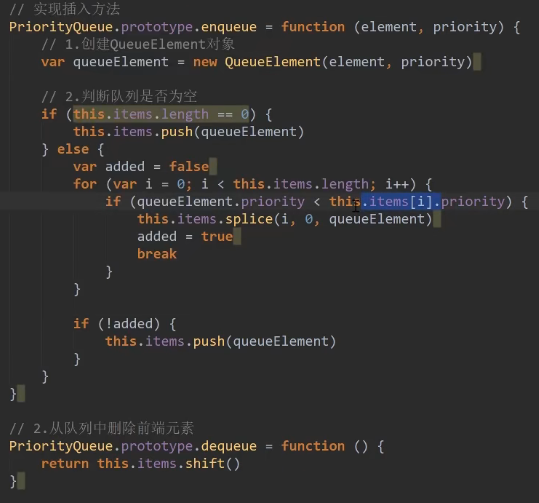 // 实现插入方法
PriorityQueue.prototype.enqueue = function (element, priority) {
    // 1.创建QueueElement对象
    var queueElement = new QueueElement(element, priority)

    // 2.判断队列是否为空
    if (this.items.length == 0) {
        this.items.push(queueElement)
    } else {
        var added = false
        for (var i = 0; i < this.items.length; i++) {
            if (queueElement.priority < this.items[i].priority) {
                this.items.splice(i, 0, queueElement)
                added = true
                break
            }
        }

        if (!added) {
            this.items.push(queueElement)
        }
    }
}

// 2.从队列中删除前端元素
PriorityQueue.prototype.dequeue = function () {
    return this.items.shift()
}